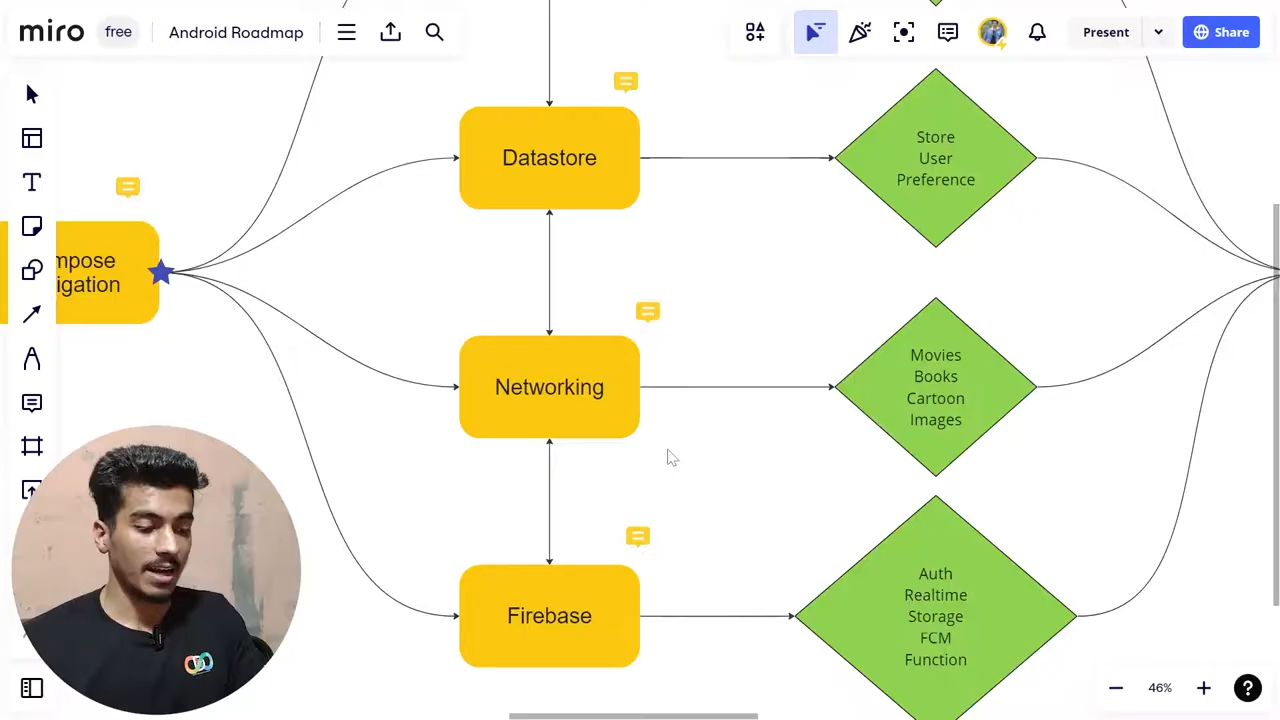 miro
free
Android Roadmap
Present
Share
Datastore
Store
User
Preference
mpose
igation
Networking
Movies
Books
Cartoon
Images
Firebase
Auth
Realtime
Storage
FCM
Function
46%